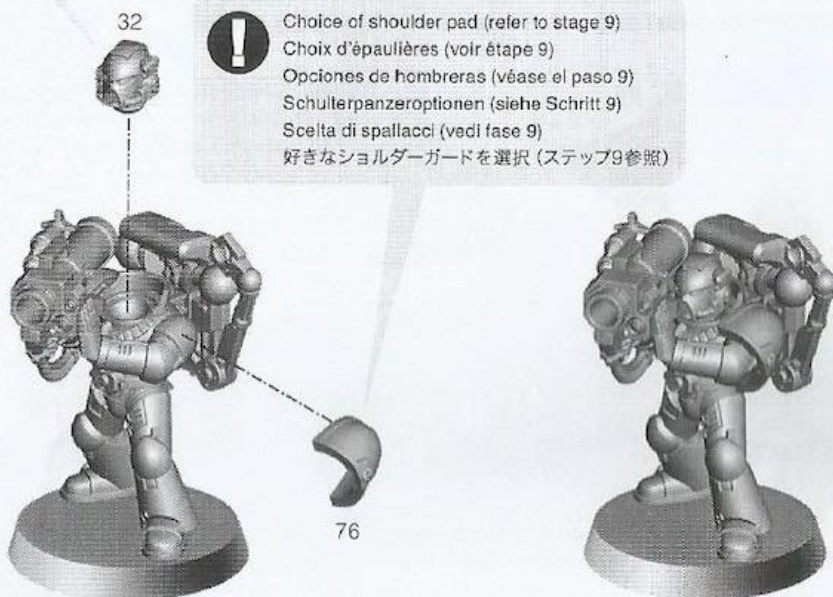 32
Choice of shoulder pad (refer to stage 9)
Choix d'épaulières (voir étape 9)
Opciones de hombreras (véase el paso 9)
Schulterpanzeroptionen (siehe Schritt 9)
Scelta di spallacci (vedi fase 9)
好きなショルダーガードを選択 (ステップ9参照)
76